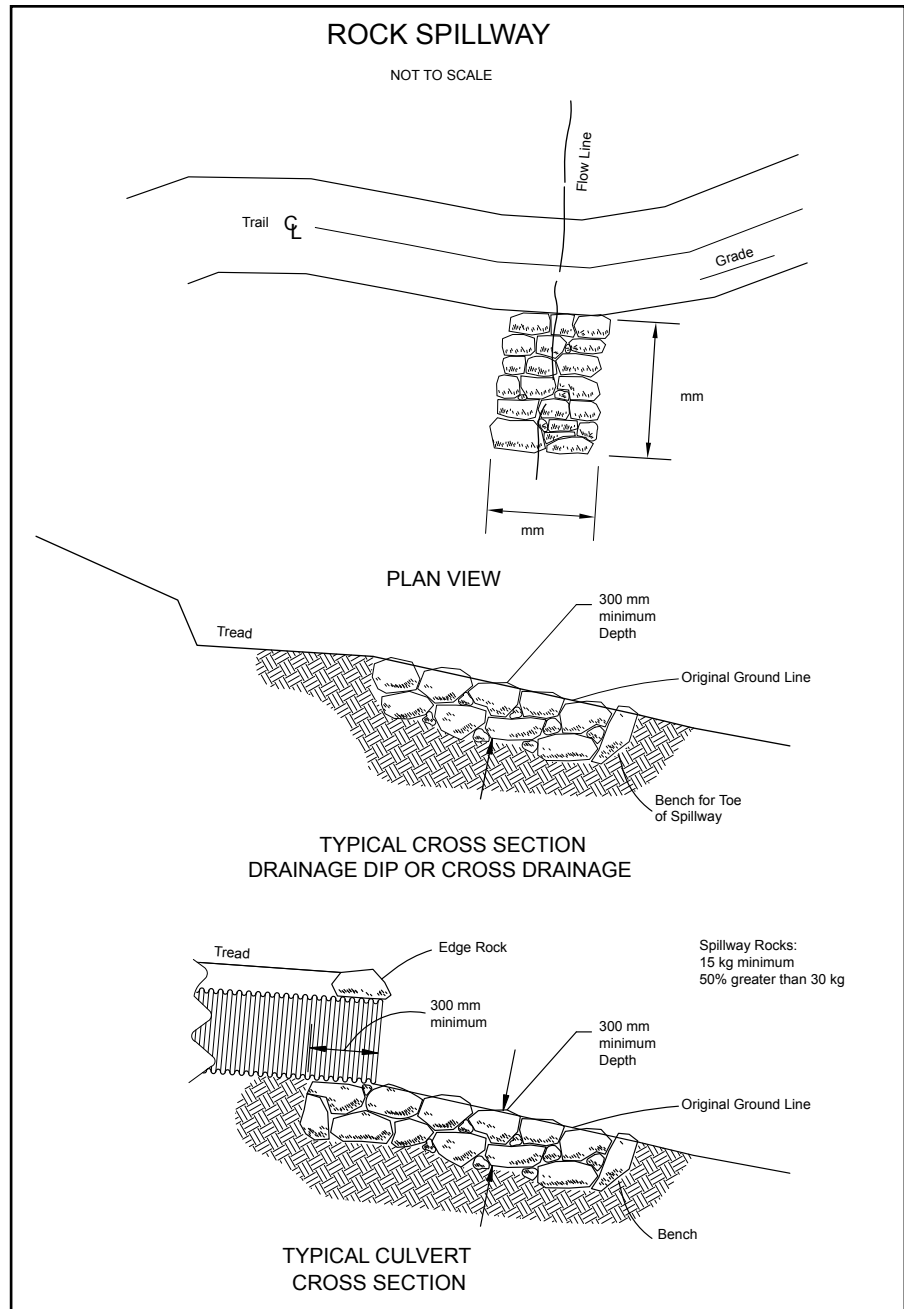 ROCK SPILLWAY
NOT TO SCALE
Flow Line
Trail CL
Grade
mm
mm
PLAN VIEW
300 mm
minimum
Depth
Tread
Original Ground Line
Bench for Toe
of Spillway
TYPICAL CROSS SECTION
DRAINAGE DIP OR CROSS DRAINAGE
Tread
Edge Rock
Spillway Rocks:
15 kg minimum
50% greater than 30 kg
300 mm
minimum
300 mm
minimum
Depth
Original Ground Line
Bench
TYPICAL CULVERT
CROSS SECTION